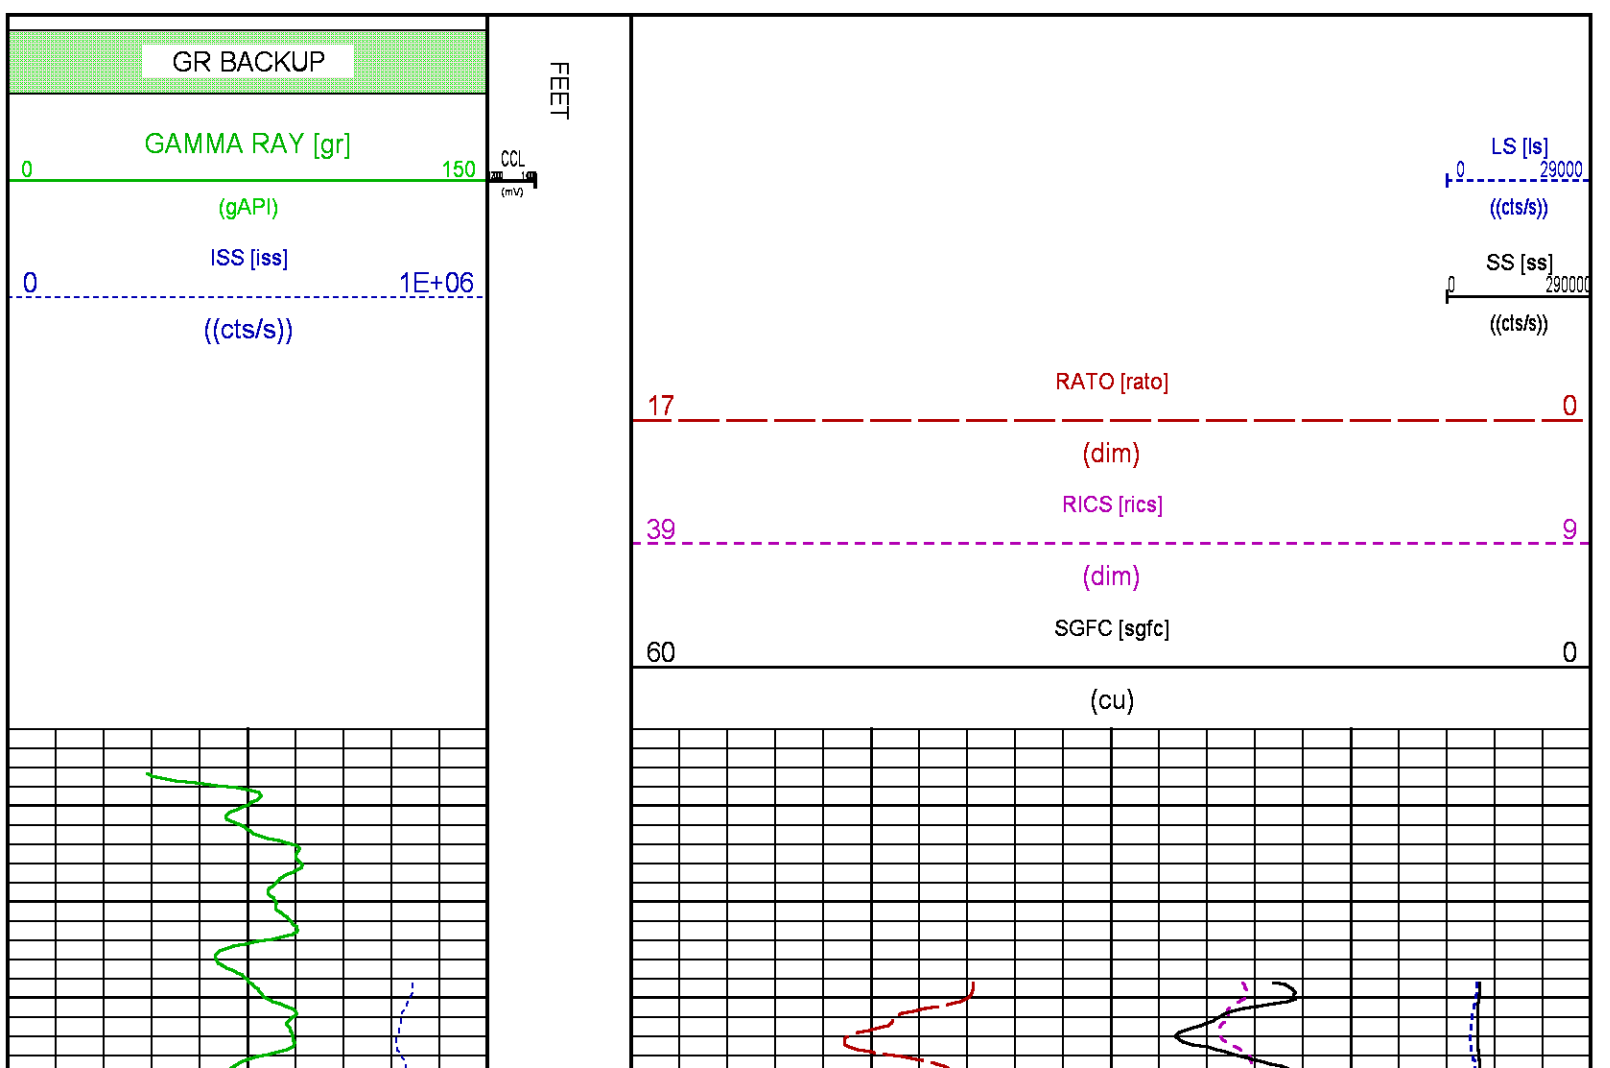 GR BACKUP
FEET
GAMMA RAY [gr]
0 150
(gAPI)
CCL
(mV)
ISS [iss]
0 1E+06
((cts/s))
LS [ls]
0 29000
((cts/s))
SS [ss]
0 290000
((cts/s))
RATO [rato]
17 0
(dim)
RICS [rics]
39 9
(dim)
SGFC [sgfc]
60 0
(cu)